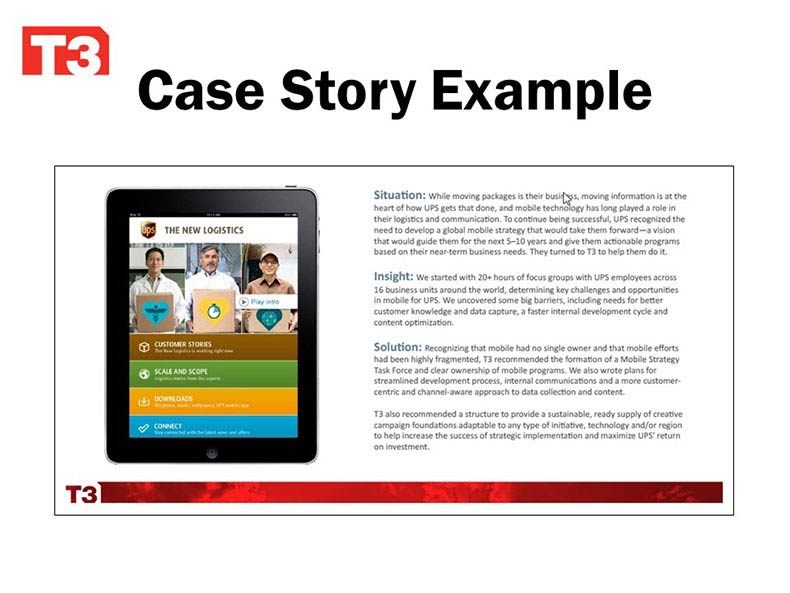 T3
Case Story Example
ups THE NEW LOGISTICS
Play intro
CUSTOMER STORIES
The New Logistics is working right now
SCALE AND SCOPE
Logistics stories from the experts
DOWNLOADS
Ringtones, music, wallpapers, UPS mobile app
CONNECT
Stay connected with the latest news and offers
Situation: While moving packages is their business, moving information is at the
heart of how UPS gets that done, and mobile technology has long played a role in
their logistics and communication. To continue being successful, UPS recognized the
need to develop a global mobile strategy that would take them forward—a vision
that would guide them for the next 5–10 years and give them actionable programs
based on their near-term business needs. They turned to T3 to help them do it.
Insight: We started with 20+ hours of focus groups with UPS employees across
16 business units around the world, determining key challenges and opportunities
in mobile for UPS. We uncovered some big barriers, including needs for better
customer knowledge and data capture, a faster internal development cycle and
content optimization.
Solution: Recognizing that mobile had no single owner and that mobile efforts
had been highly fragmented, T3 recommended the formation of a Mobile Strategy
Task Force and clear ownership of mobile programs. We also wrote plans for
streamlined development process, internal communications and a more customer-
centric and channel-aware approach to data collection and content.
T3 also recommended a structure to provide a sustainable, ready supply of creative
campaign foundations adaptable to any type of initiative, technology and/or region
to help increase the success of strategic implementation and maximize UPS’ return
on investment.
T3